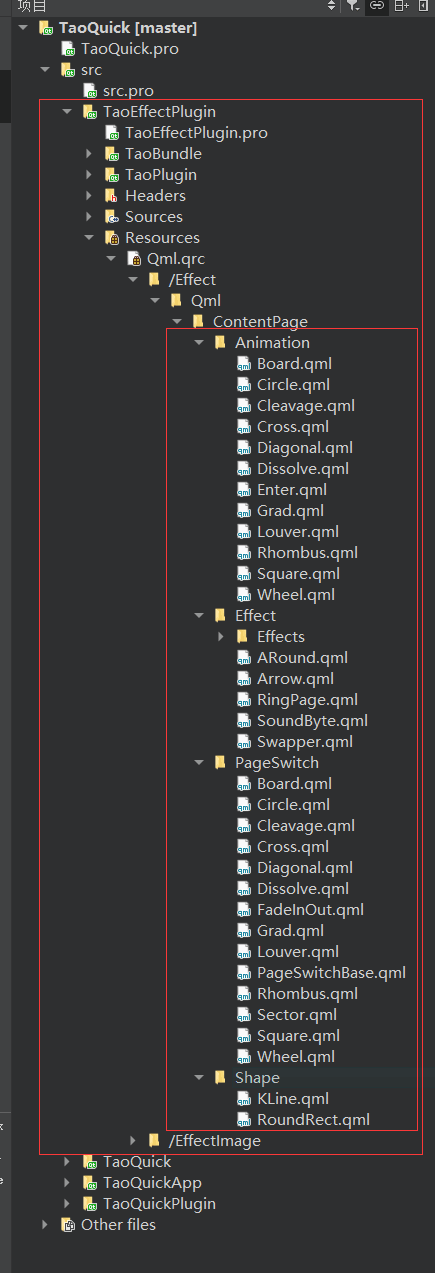 项目
TaoQuick [master]
TaoQuick.pro
src
src.pro
TaoEffectPlugin
TaoEffectPlugin.pro
TaoBundle
TaoPlugin
Headers
Sources
Resources
Qml.qrc
/Effect
Qml
ContentPage
Animation
Board.qml
Circle.qml
Cleavage.qml
Cross.qml
Diagonal.qml
Dissolve.qml
Enter.qml
Grad.qml
Louver.qml
Rhombus.qml
Square.qml
Wheel.qml
Effect
Effects
ARound.qml
Arrow.qml
RingPage.qml
SoundByte.qml
Swapper.qml
PageSwitch
Board.qml
Circle.qml
Cleavage.qml
Cross.qml
Diagonal.qml
Dissolve.qml
FadeInOut.qml
Grad.qml
Louver.qml
PageSwitchBase.qml
Rhombus.qml
Sector.qml
Square.qml
Wheel.qml
Shape
KLine.qml
RoundRect.qml
/EffectImage
TaoQuick
TaoQuickApp
TaoQuickPlugin
Other files